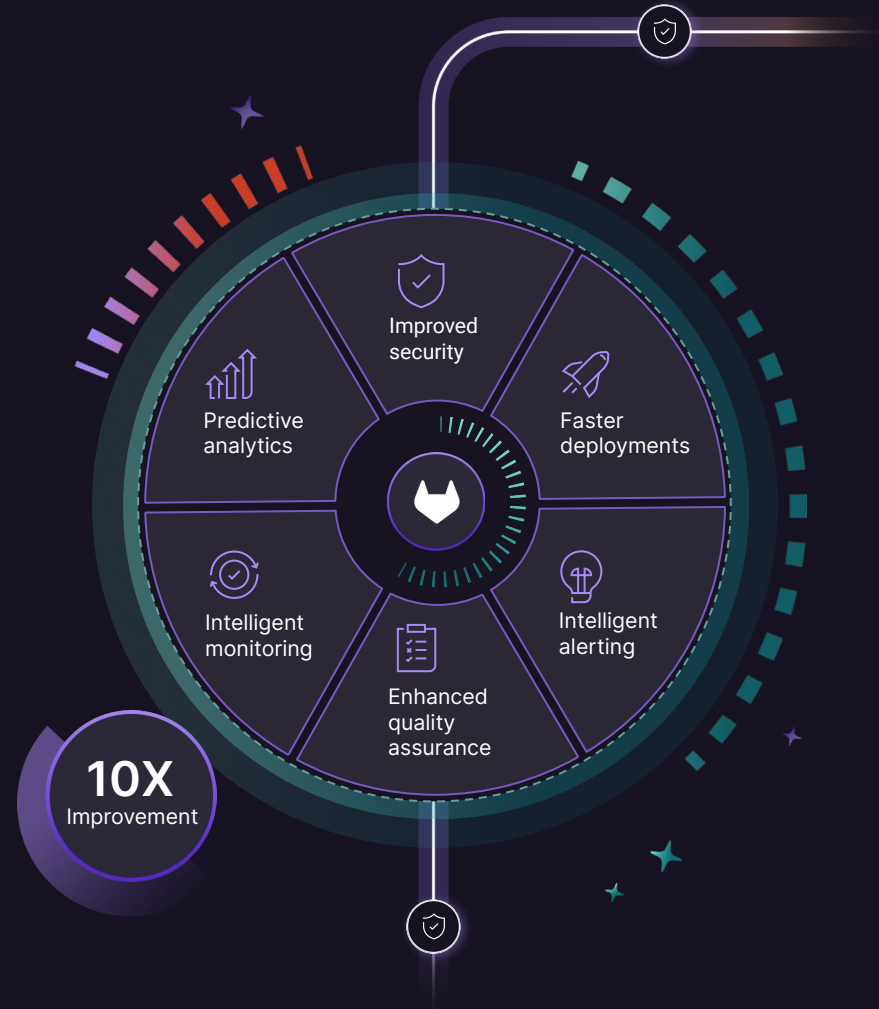 Improved
security
Predictive
analytics
Faster
deployments
Intelligent
monitoring
Intelligent
alerting
Enhanced
quality
assurance
10X
Improvement